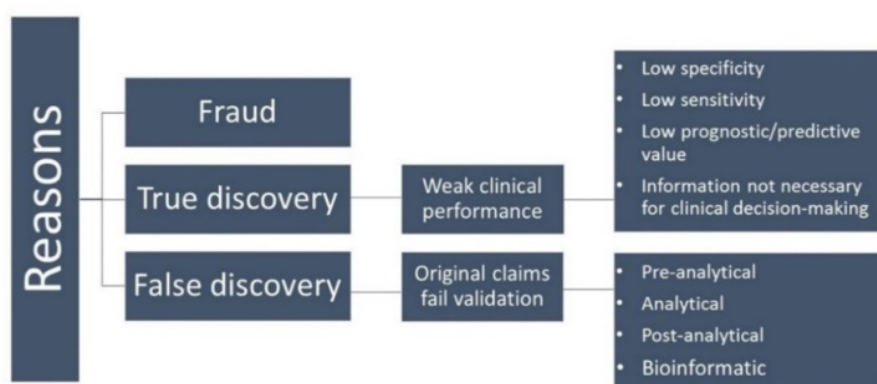 Reasons
Fraud
True discovery
Weak clinical
performance
• Low specificity
• Low sensitivity
• Low prognostic/predictive
value
• Information not necessary
for clinical decision-making
False discovery
Original claims
fail validation
• Pre-analytical
• Analytical
• Post-analytical
• Bioinformatic